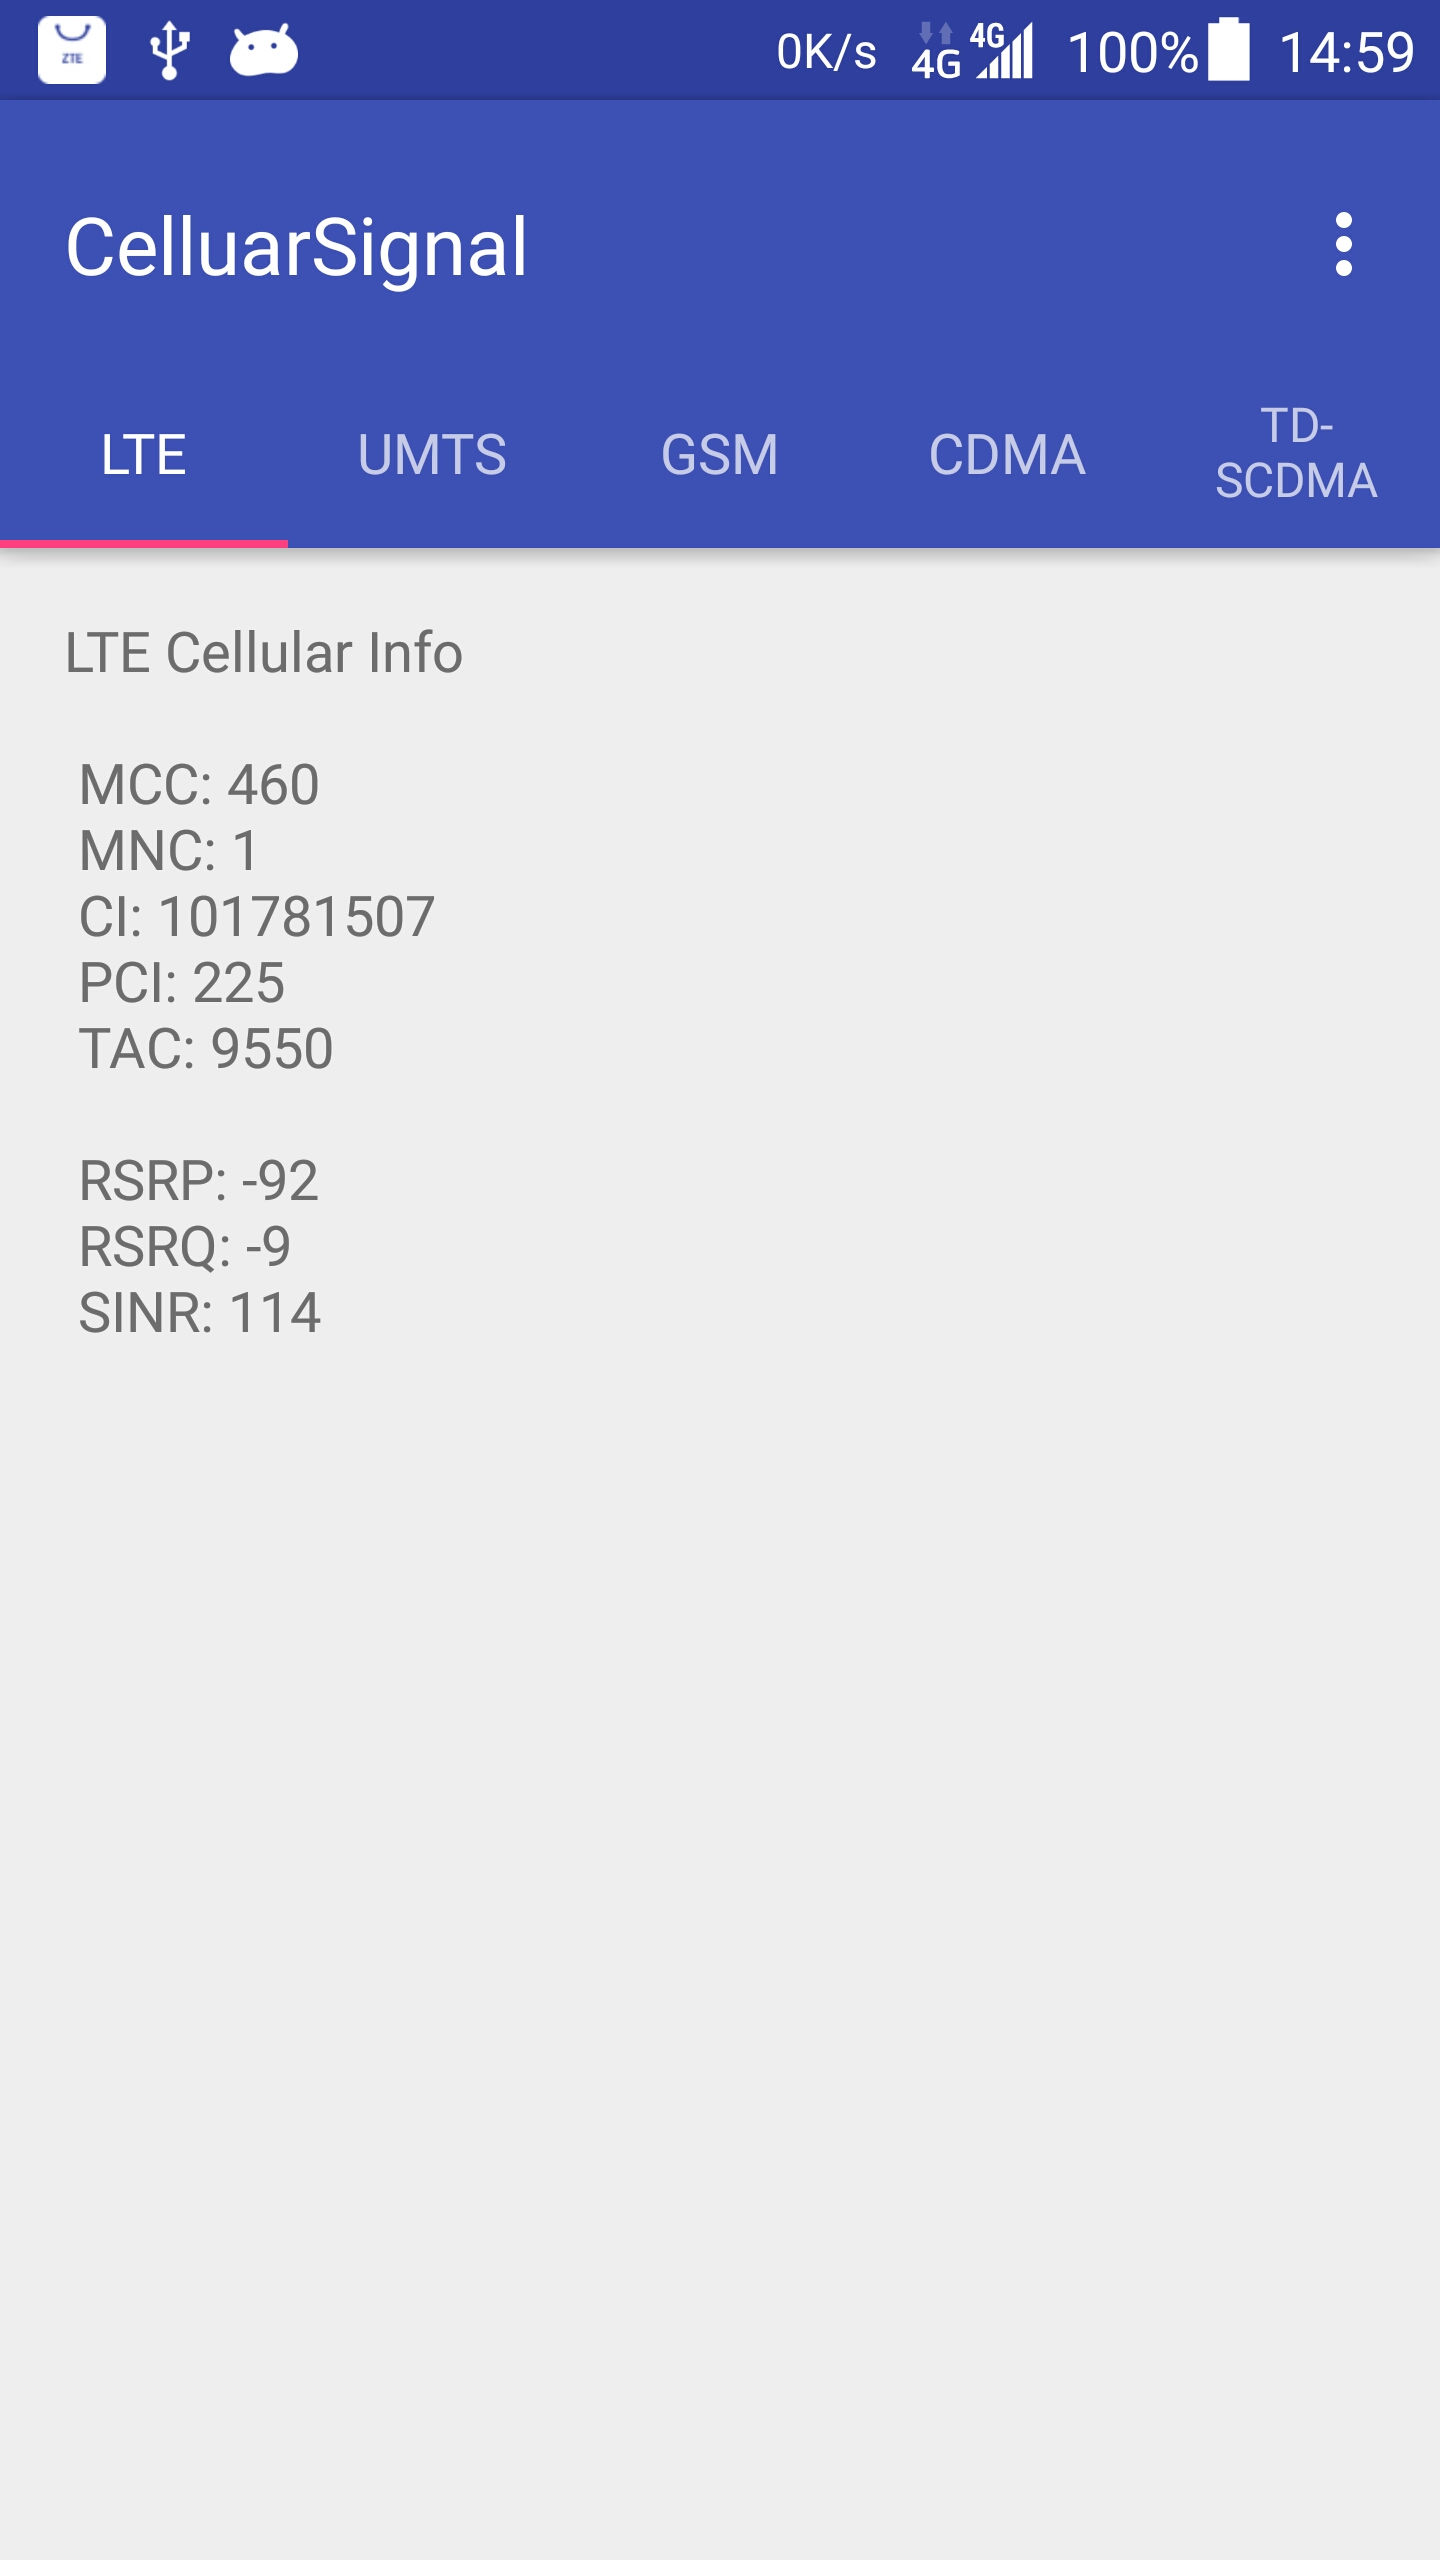 ZTE
0K/s 4G 4G 100% 14:59
CelluarSignal
LTE UMTS GSM CDMA TD-
SCDMA
LTE Cellular Info
MCC: 460
MNC: 1
CI: 101781507
PCI: 225
TAC: 9550
RSRP: -92
RSRQ: -9
SINR: 114